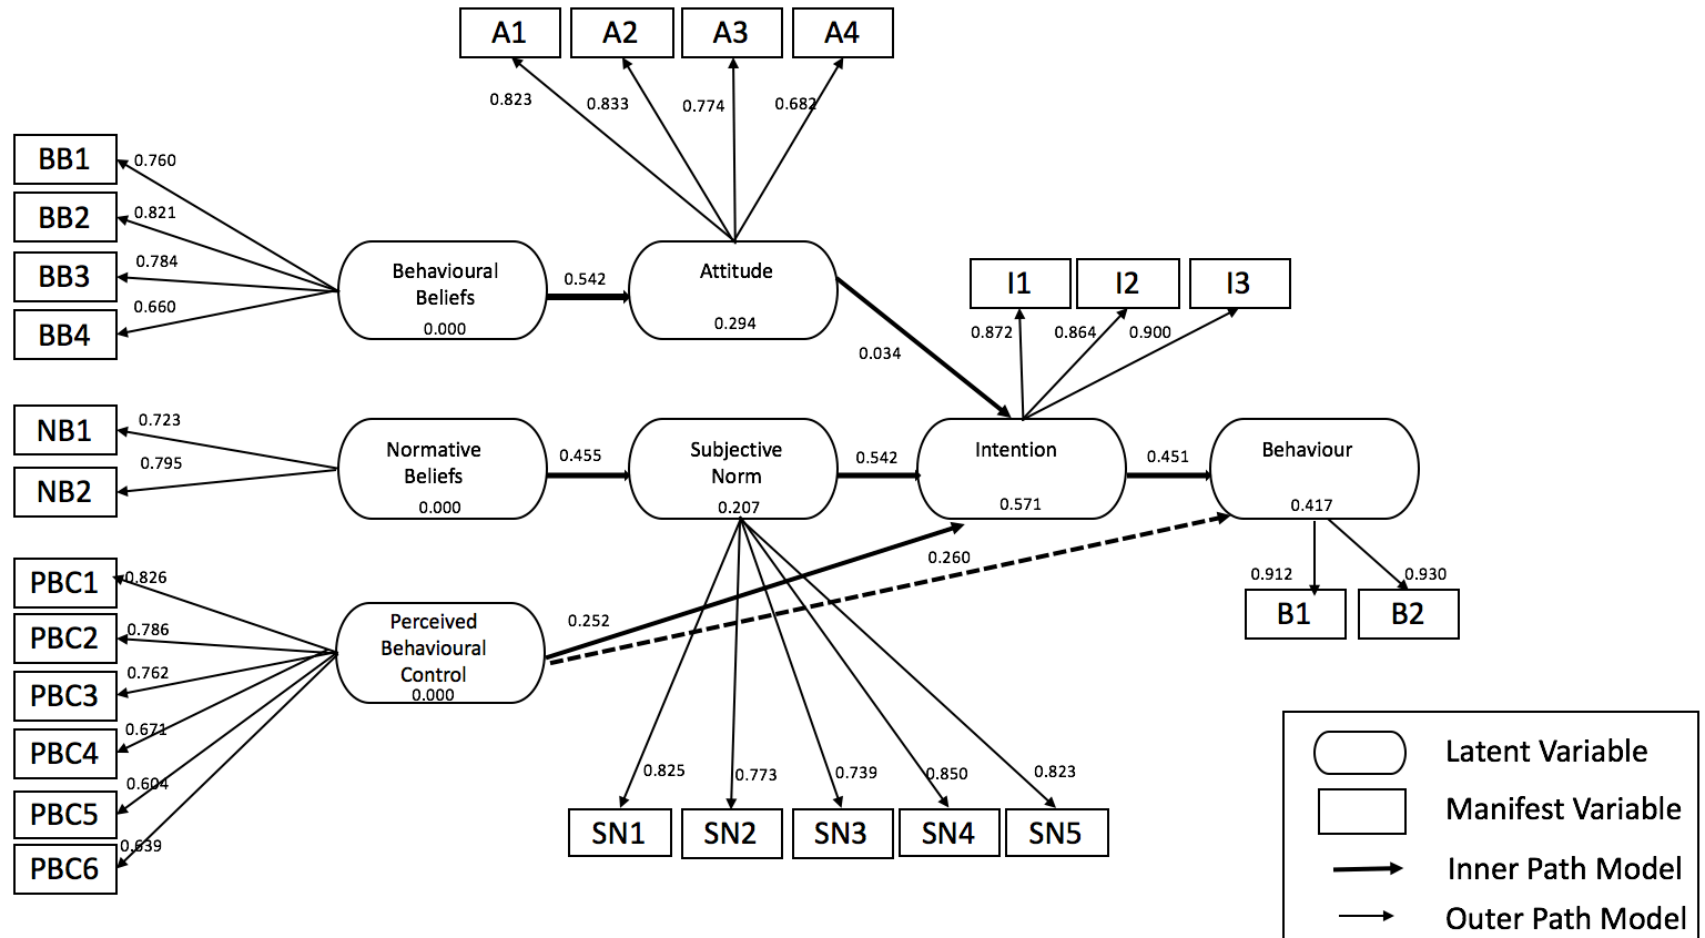 A1 A2 A3 A4
0.823 0.833 0.774 0.682
BB1 0.760
BB2 0.821
BB3 0.784
BB4 0.660
Behavioural
Beliefs
0.000
0.542
Attitude
0.294
0.034
I1 I2 I3
0.872 0.864 0.900
NB1 0.723
NB2 0.795
Normative
Beliefs
0.000
0.455
Subjective
Norm
0.207
0.542
Intention
0.571
0.451
Behaviour
0.417
0.912 0.930
B1 B2
PBC1 0.826
PBC2 0.786
PBC3 0.762
PBC4 0.671
PBC5 0.604
PBC6 0.639
Perceived
Behavioural
Control
0.000
0.252
0.260
0.825 0.773 0.739 0.850 0.823
SN1 SN2 SN3 SN4 SN5
Latent Variable
Manifest Variable
Inner Path Model
Outer Path Model